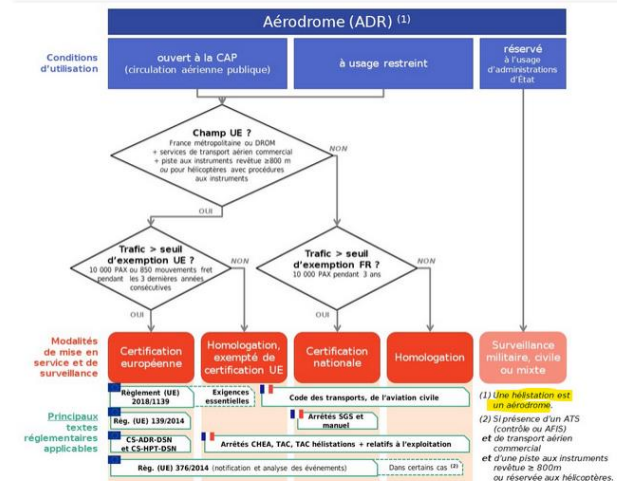 Aérodrome (ADR) (1)
Conditions
d'utilisation
ouvert à la CAP
(circulation aérienne publique)
à usage restreint
réservé
à l'usage
d'administrations
d'État
Champ UE ?
France métropolitaine ou DROM
+ services de transport aérien commercial
+ piste aux instruments revêtue ≥800 m
ou pour hélicoptères avec procédures
aux instruments
NON
OUI
Trafic > seuil
d'exemption UE ?
10 000 PAX ou 850 mouvements fret
pendant les 3 dernières années
consécutives
NON
OUI
Trafic > seuil
d'exemption FR ?
10 000 PAX pendant 3 ans
NON
OUI
Modalités
de mise en
service et de
surveillance
Certification
européenne
Homologation,
exempté de
certification UE
Certification
nationale
Homologation
Surveillance
militaire, civile
ou mixte
Principaux
textes
réglementaires
applicables
Règlement (UE)
2018/1139
Exigences
essentielles
Code des transports, de l'aviation civile
Règ. (UE) 139/2014
Arrêtés SGS et
manuel
CS-ADR-DSN
et CS-HPT-DSN
Arrêtés CHEA, TAC, TAC hélistations + relatifs à l'exploitation
Règ. (UE) 376/2014 (notification et analyse des événements)
Dans certains cas (2)
(1) Une hélistation est
un aérodrome.
(2) Si présence d'un ATS
(contrôle ou AFIS)
et de transport aérien
commercial
et d'une piste aux instruments
revêtue ≥ 800m
ou réservée aux hélicoptères.